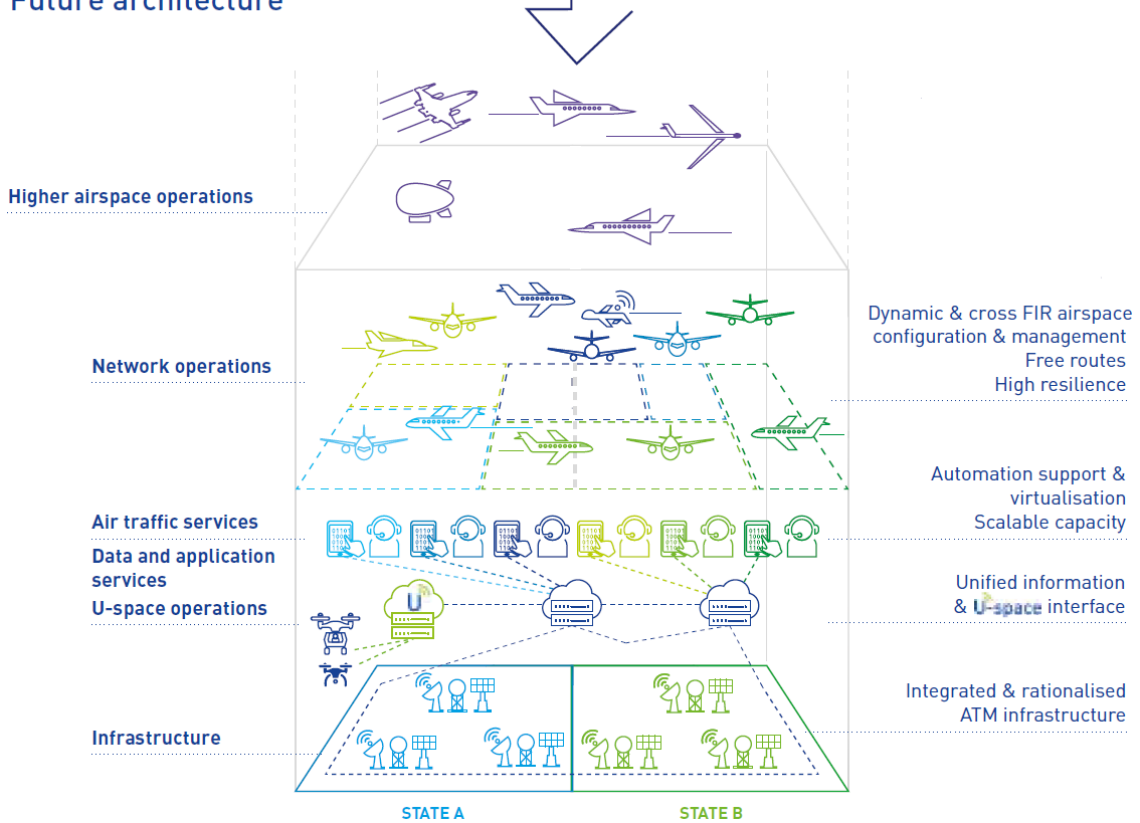 Future architecture
Higher airspace operations
Network operations
Dynamic & cross FIR airspace
configuration & management
Free routes
High resilience
Automation support &
virtualisation
Scalable capacity
Air traffic services
Data and application
services
U-space operations
U
Unified information
& U-space interface
Integrated & rationalised
ATM infrastructure
Infrastructure
STATE A
STATE B